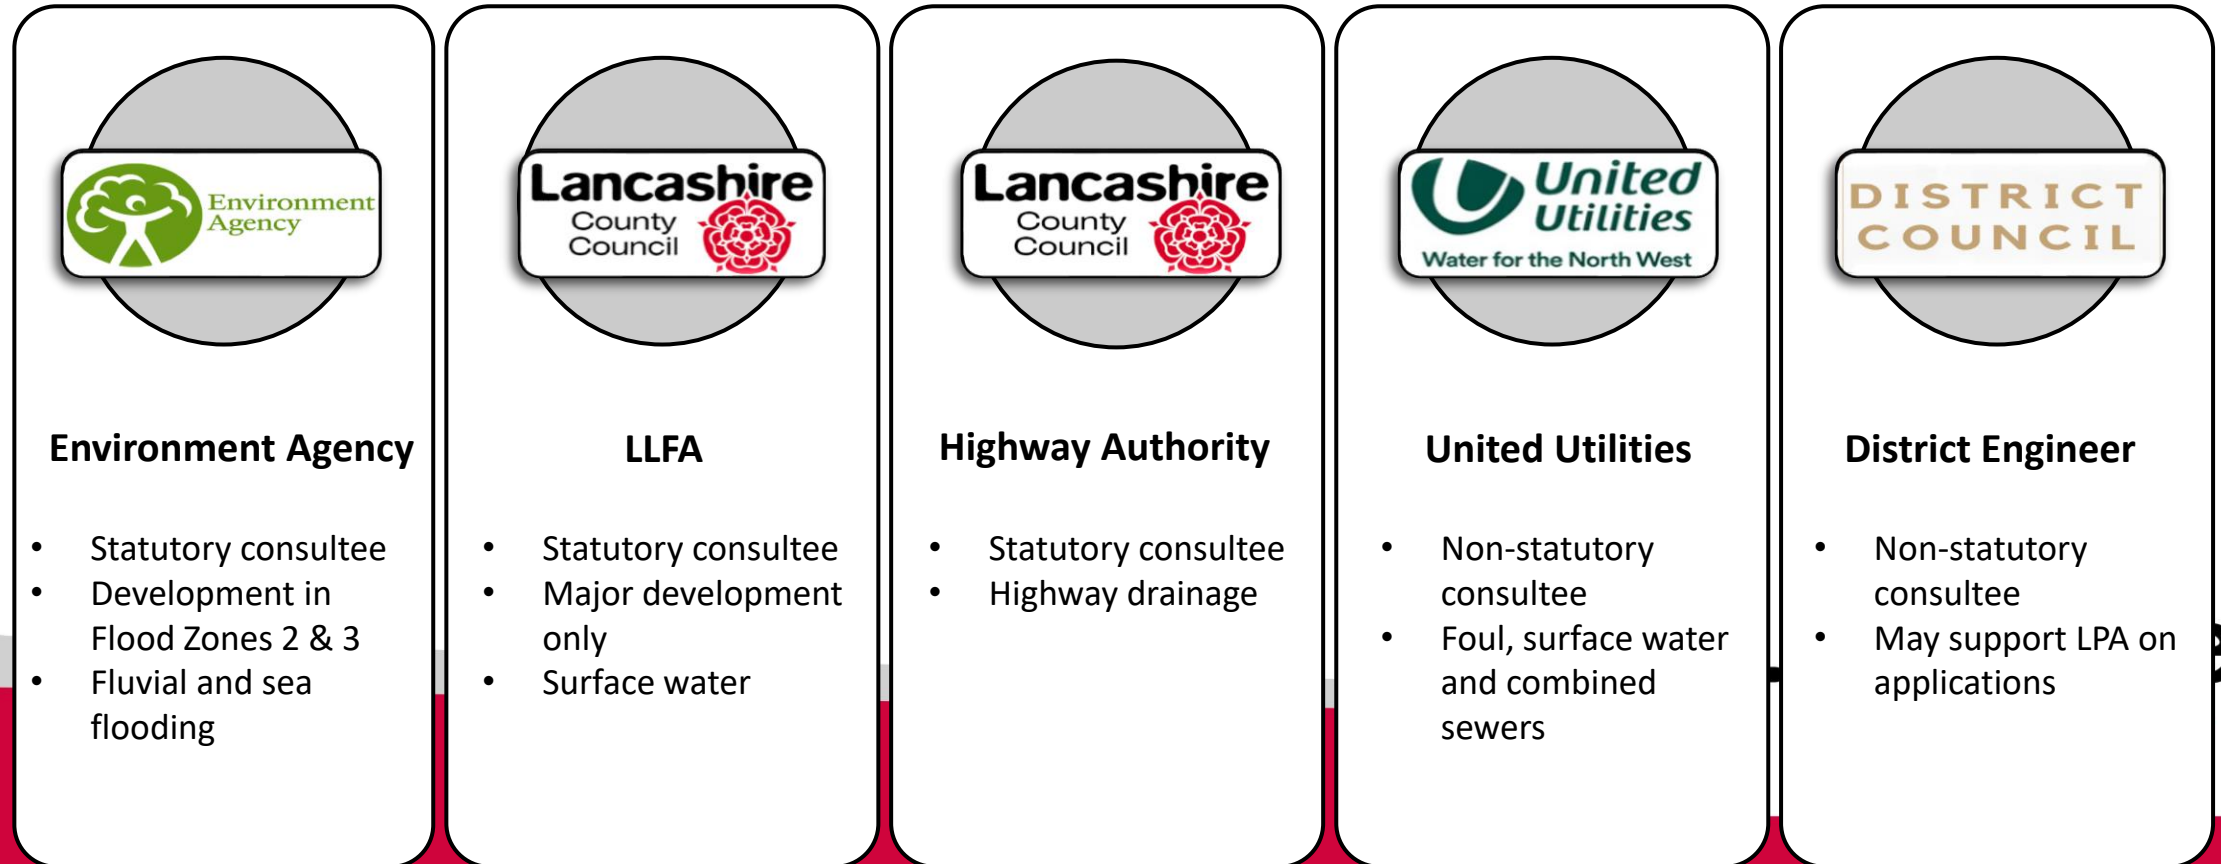 Environment
Agency
Environment Agency
• Statutory consultee
• Development in
Flood Zones 2 & 3
• Fluvial and sea
flooding
Lancashire
County
Council
LLFA
• Statutory consultee
• Major development
only
• Surface water
Lancashire
County
Council
Highway Authority
• Statutory consultee
• Highway drainage
United
Utilities
Water for the North West
United Utilities
• Non-statutory
consultee
• Foul, surface water
and combined
sewers
DISTRICT
COUNCIL
District Engineer
• Non-statutory
consultee
• May support LPA on
applications